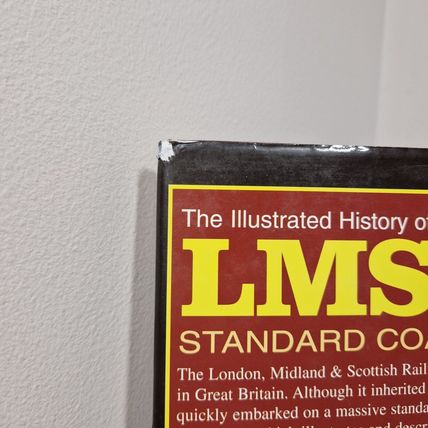 The Illustrated History of
LMS
STANDARD COA
The London, Midland & Scottish Rail
in Great Britain. Although it inherited
quickly embarked on a massive standa